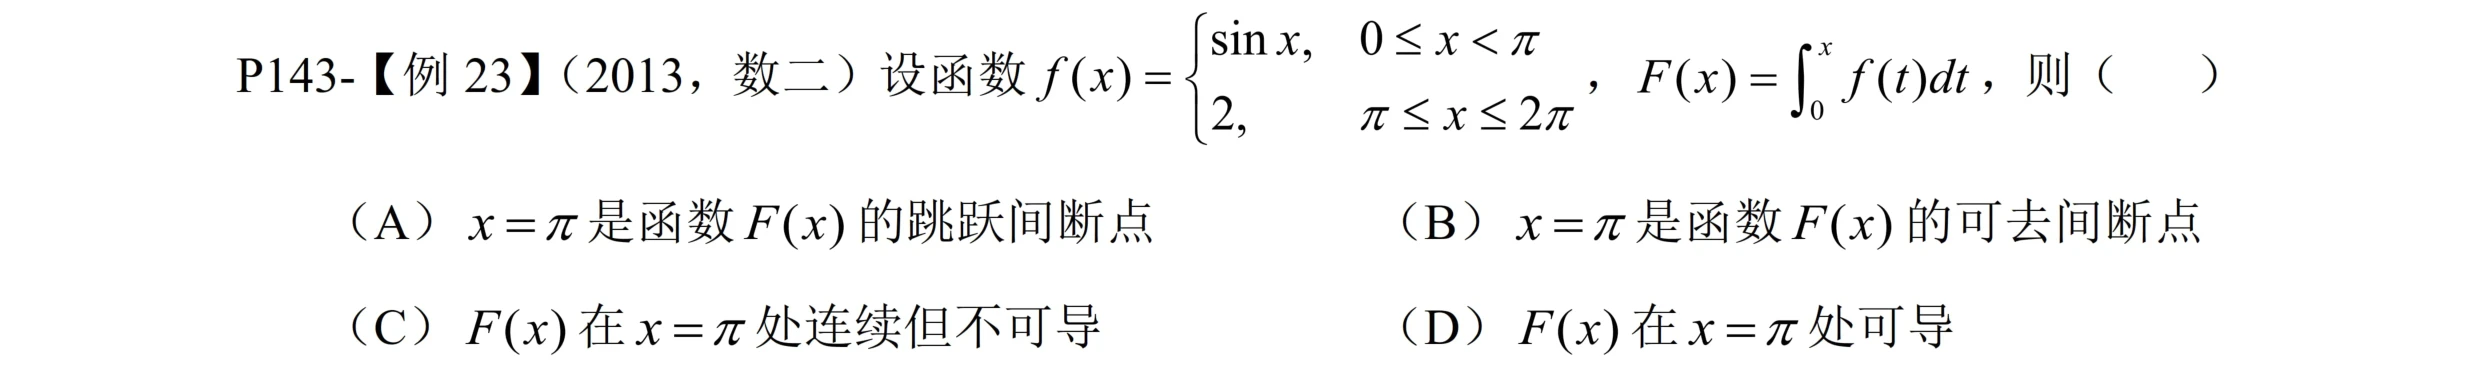 P143-【例 23】（2013，数二）设函数 f(x) = { sin x, 0 ≤ x < π ; 2, π ≤ x ≤ 2π ，F(x) = ∫₀ˣ f(t)dt，则（ ）
（A）x = π 是函数 F(x) 的跳跃间断点 （B）x = π 是函数 F(x) 的可去间断点
（C）F(x) 在 x = π 处连续但不可导 （D）F(x) 在 x = π 处可导